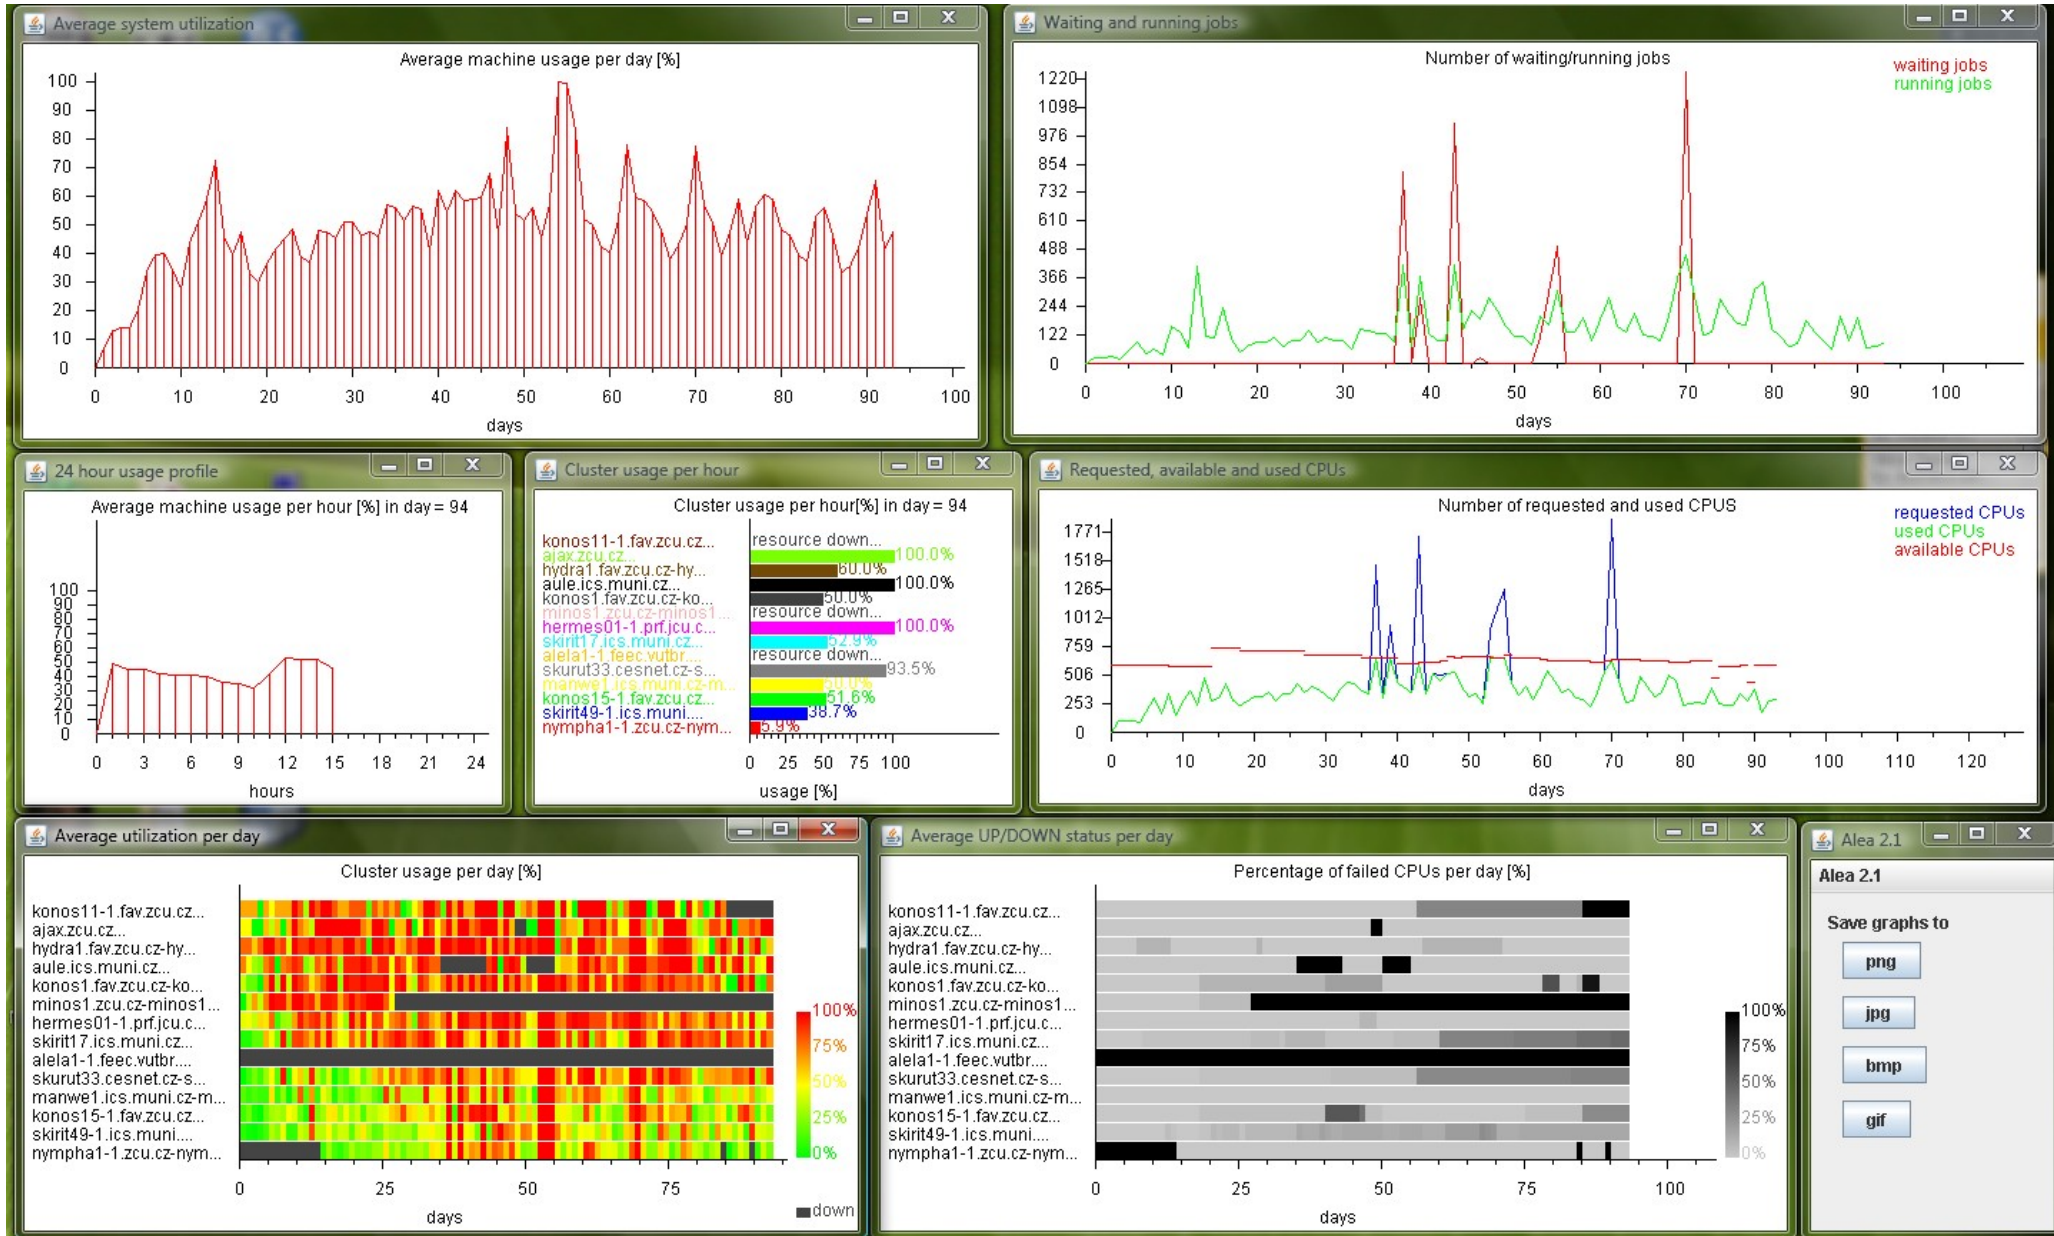 Average system utilization
Average machine usage per day [%]
100
90
80
70
60
50
40
30
20
10
0
0 10 20 30 40 50 60 70 80 90 100
days
Waiting and running jobs
Number of waiting/running jobs
waiting jobs
running jobs
1220
1098
976
854
732
610
488
366
244
122
0
0 10 20 30 40 50 60 70 80 90 100
days
24 hour usage profile
Average machine usage per hour [%] in day = 94
100
90
80
70
60
50
40
30
20
10
0
0 3 6 9 12 15 18 21 24
hours
Cluster usage per hour
Cluster usage per hour[%] in day = 94
konos11-1.fav.zcu.cz... resource down...
ajax.zcu.cz... 100.0%
hydra1.fav.zcu.cz-hy... 60.0%
aule.ics.muni.cz... 100.0%
konos1.fav.zcu.cz-ko... 50.0%
minos1.zcu.cz-minos1... resource down...
hermes01-1.prf.jcu.c... 100.0%
skirit17.ics.muni.cz... 52.9%
alela1-1.feec.vutbr.... resource down...
skurut33.cesnet.cz-s... 93.5%
manwe1.ics.muni.cz-m... 50.0%
konos15-1.fav.zcu.cz... 51.6%
skirit49-1.ics.muni.... 38.7%
nympha1-1.zcu.cz-nym... 5.9%
0 25 50 75 100
usage [%]
Requested, available and used CPUs
Number of requested and used CPUS
requested CPUs
used CPUs
available CPUs
1771
1518
1265
1012
759
506
253
0
0 10 20 30 40 50 60 70 80 90 100 110 120
days
Average utilization per day
Cluster usage per day [%]
konos11-1.fav.zcu.cz...
ajax.zcu.cz...
hydra1.fav.zcu.cz-hy...
aule.ics.muni.cz...
konos1.fav.zcu.cz-ko...
minos1.zcu.cz-minos1...
hermes01-1.prf.jcu.c...
skirit17.ics.muni.cz...
alela1-1.feec.vutbr....
skurut33.cesnet.cz-s...
manwe1.ics.muni.cz-m...
konos15-1.fav.zcu.cz...
skirit49-1.ics.muni....
nympha1-1.zcu.cz-nym...
100%
75%
50%
25%
0%
0 25 50 75
down
days
Average UP/DOWN status per day
Percentage of failed CPUs per day [%]
konos11-1.fav.zcu.cz...
ajax.zcu.cz...
hydra1.fav.zcu.cz-hy...
aule.ics.muni.cz...
konos1.fav.zcu.cz-ko...
minos1.zcu.cz-minos1...
hermes01-1.prf.jcu.c...
skirit17.ics.muni.cz...
alela1-1.feec.vutbr....
skurut33.cesnet.cz-s...
manwe1.ics.muni.cz-m...
konos15-1.fav.zcu.cz...
skirit49-1.ics.muni....
nympha1-1.zcu.cz-nym...
100%
75%
50%
25%
0%
0 25 50 75 100
days
Alea 2.1
Alea 2.1
Save graphs to
png
jpg
bmp
gif